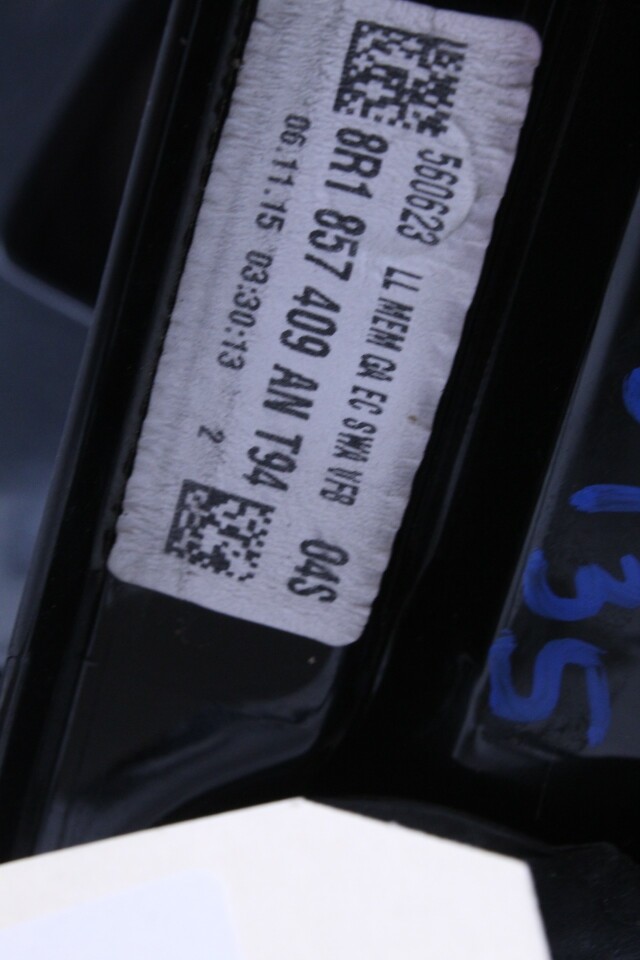 560623 LL MEM GA EC SWA VFB
8R1 857 409 AN T94 04S
06.11.15 03:30:13 2
135